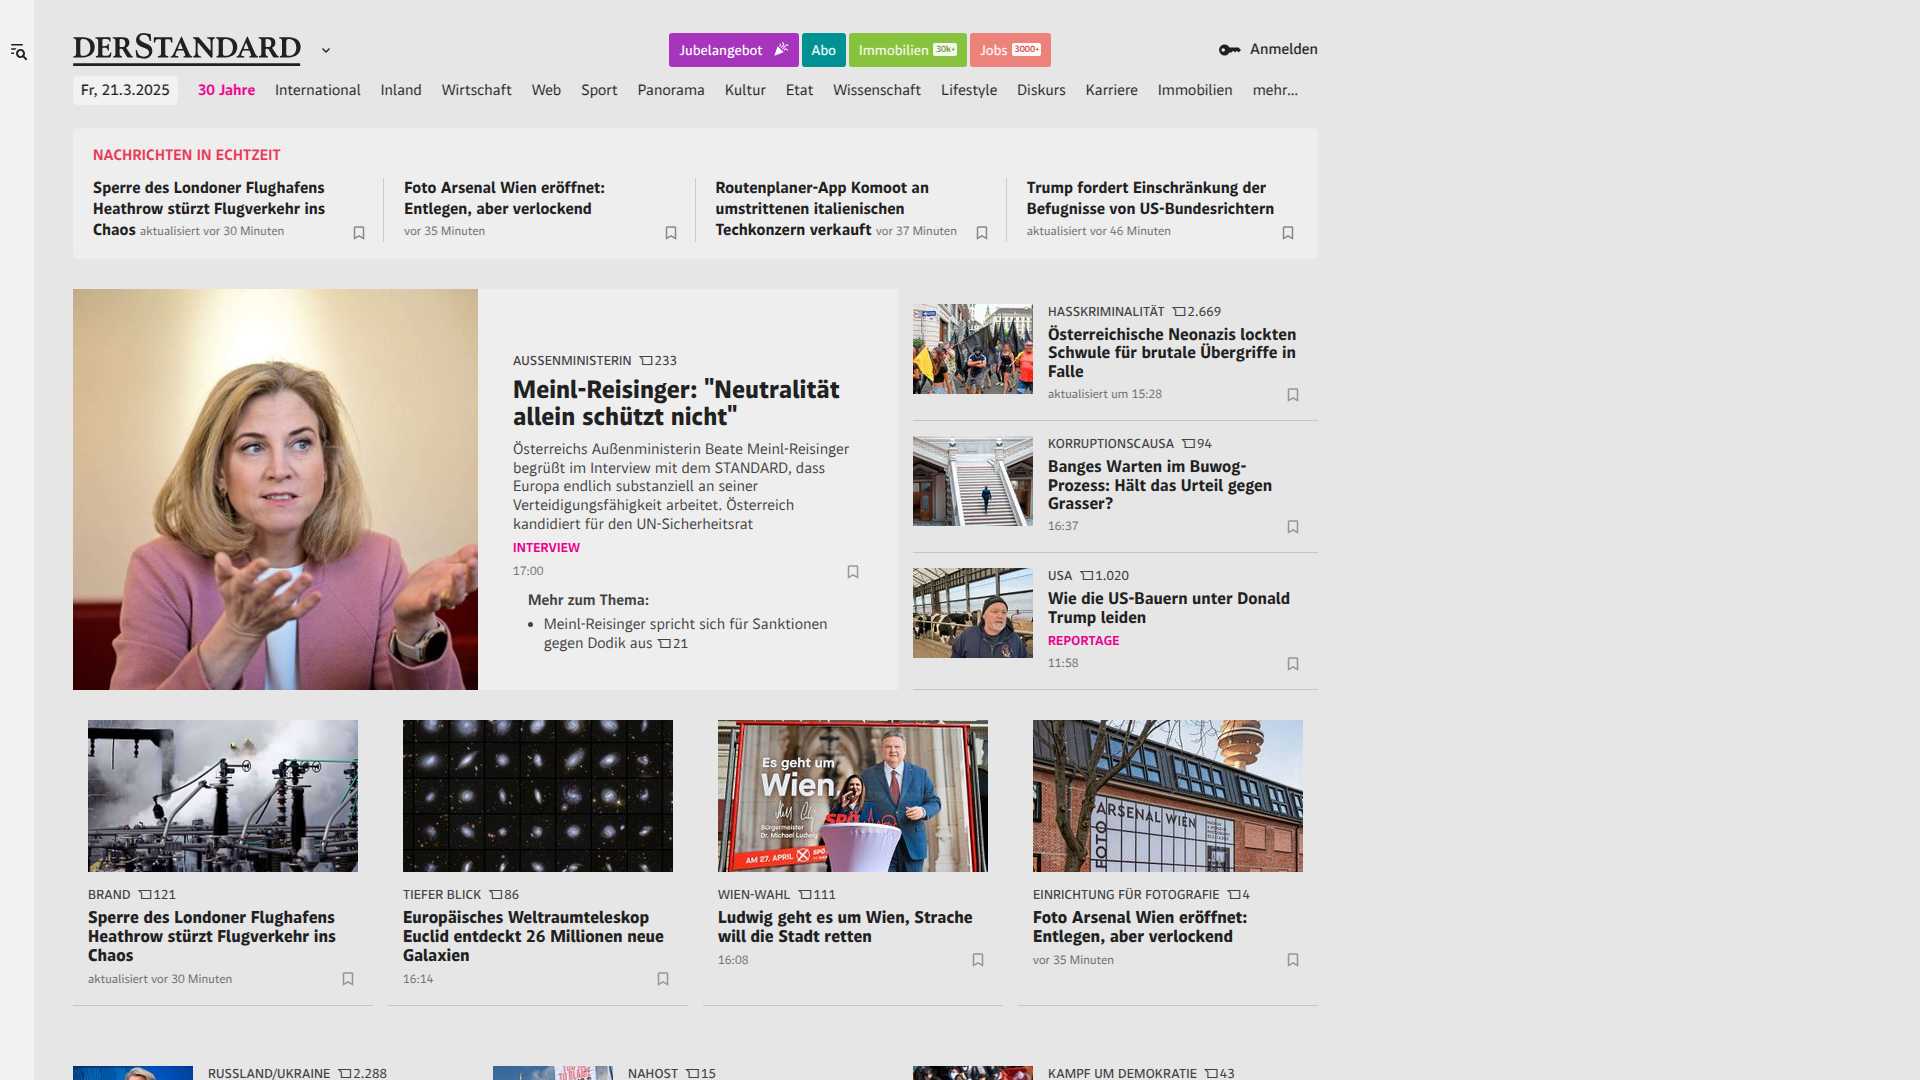 DERSTANDARD
Jubelangebot
Abo
Immobilien 30k+
Jobs 3000+
Anmelden
Fr, 21.3.2025
30 Jahre
International
Inland
Wirtschaft
Web
Sport
Panorama
Kultur
Etat
Wissenschaft
Lifestyle
Diskurs
Karriere
Immobilien
mehr...
NACHRICHTEN IN ECHTZEIT
Sperre des Londoner Flughafens
Heathrow stürzt Flugverkehr ins
Chaos aktualisiert vor 30 Minuten
Foto Arsenal Wien eröffnet:
Entlegen, aber verlockend
vor 35 Minuten
Routenplaner-App Komoot an
umstrittenen italienischen
Techkonzern verkauft vor 37 Minuten
Trump fordert Einschränkung der
Befugnisse von US-Bundesrichtern
aktualisiert vor 46 Minuten
AUSSENMINISTERIN 233
Meinl-Reisinger: "Neutralität
allein schützt nicht"
Österreichs Außenministerin Beate Meinl-Reisinger
begrüßt im Interview mit dem STANDARD, dass
Europa endlich substanziell an seiner
Verteidigungsfähigkeit arbeitet. Österreich
kandidiert für den UN-Sicherheitsrat
INTERVIEW
17:00
Mehr zum Thema:
• Meinl-Reisinger spricht sich für Sanktionen
gegen Dodik aus 21
HASSKRIMINALITÄT 2.669
Österreichische Neonazis lockten
Schwule für brutale Übergriffe in
Falle
aktualisiert um 15:28
KORRUPTIONSCAUSA 94
Banges Warten im Buwog-
Prozess: Hält das Urteil gegen
Grasser?
16:37
USA 1.020
Wie die US-Bauern unter Donald
Trump leiden
REPORTAGE
11:58
BRAND 121
Sperre des Londoner Flughafens
Heathrow stürzt Flugverkehr ins
Chaos
aktualisiert vor 30 Minuten
TIEFER BLICK 86
Europäisches Weltraumteleskop
Euclid entdeckt 26 Millionen neue
Galaxien
16:14
Es geht um
Wien
SPÖ
Bürgermeister
Dr. Michael Ludwig
AM 27. APRIL
SPÖ
WIEN-WAHL 111
Ludwig geht es um Wien, Strache
will die Stadt retten
16:08
FOTO
ARSENAL WIEN
EINRICHTUNG FÜR FOTOGRAFIE 4
Foto Arsenal Wien eröffnet:
Entlegen, aber verlockend
vor 35 Minuten
RUSSLAND/UKRAINE 2.288
NAHOST 15
KAMPF UM DEMOKRATIE 43